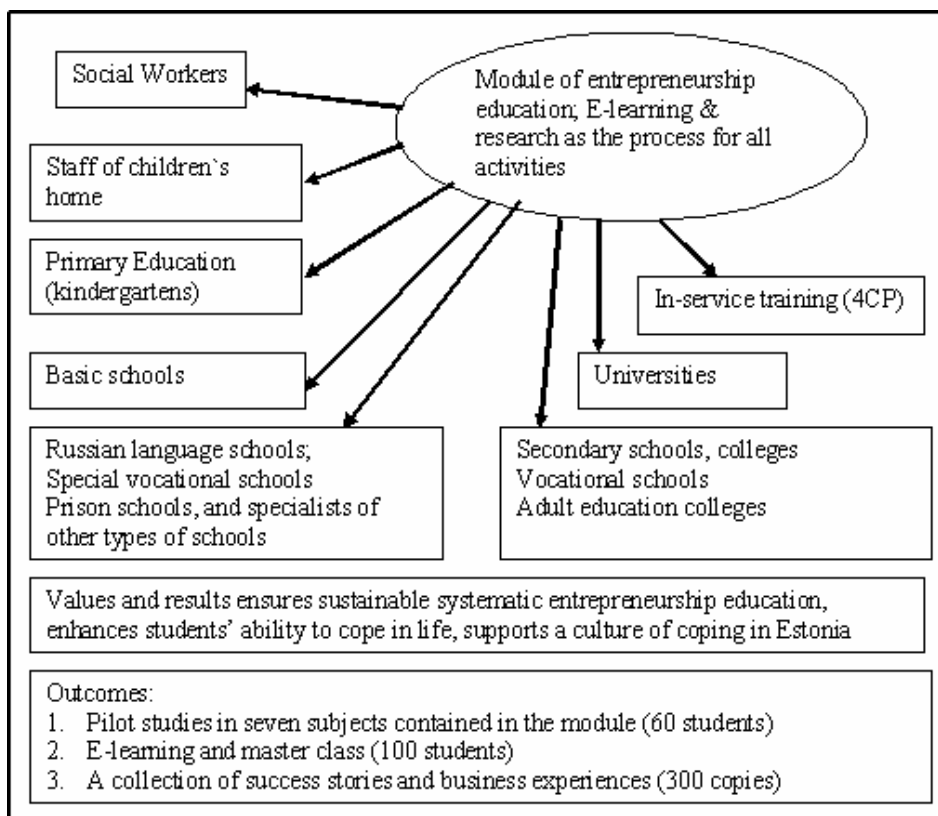 Social Workers
Module of entrepreneurship
education; E-learning &
research as the process for all
activities
Staff of children`s
home
Primary Education
(kindergartens)
In-service training (4CP)
Basic schools
Universities
Russian language schools;
Special vocational schools
Prison schools, and specialists of
other types of schools
Secondary schools, colleges
Vocational schools
Adult education colleges
Values and results ensures sustainable systematic entrepreneurship education,
enhances students’ ability to cope in life, supports a culture of coping in Estonia
Outcomes:
1. Pilot studies in seven subjects contained in the module (60 students)
2. E-learning and master class (100 students)
3. A collection of success stories and business experiences (300 copies)